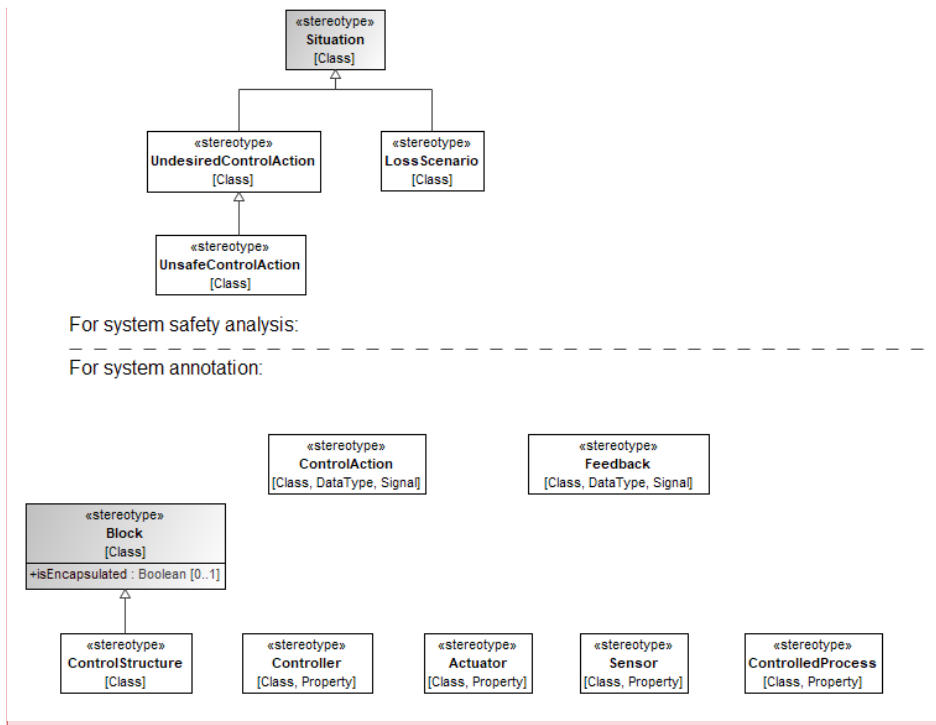 «stereotype»
Situation
[Class]
«stereotype»
UndesiredControlAction
[Class]
«stereotype»
LossScenario
[Class]
«stereotype»
UnsafeControlAction
[Class]
For system safety analysis:
For system annotation:
«stereotype»
ControlAction
[Class, DataType, Signal]
«stereotype»
Feedback
[Class, DataType, Signal]
«stereotype»
Block
[Class]
+isEncapsulated : Boolean [0..1]
«stereotype»
ControlStructure
[Class]
«stereotype»
Controller
[Class, Property]
«stereotype»
Actuator
[Class, Property]
«stereotype»
Sensor
[Class, Property]
«stereotype»
ControlledProcess
[Class, Property]